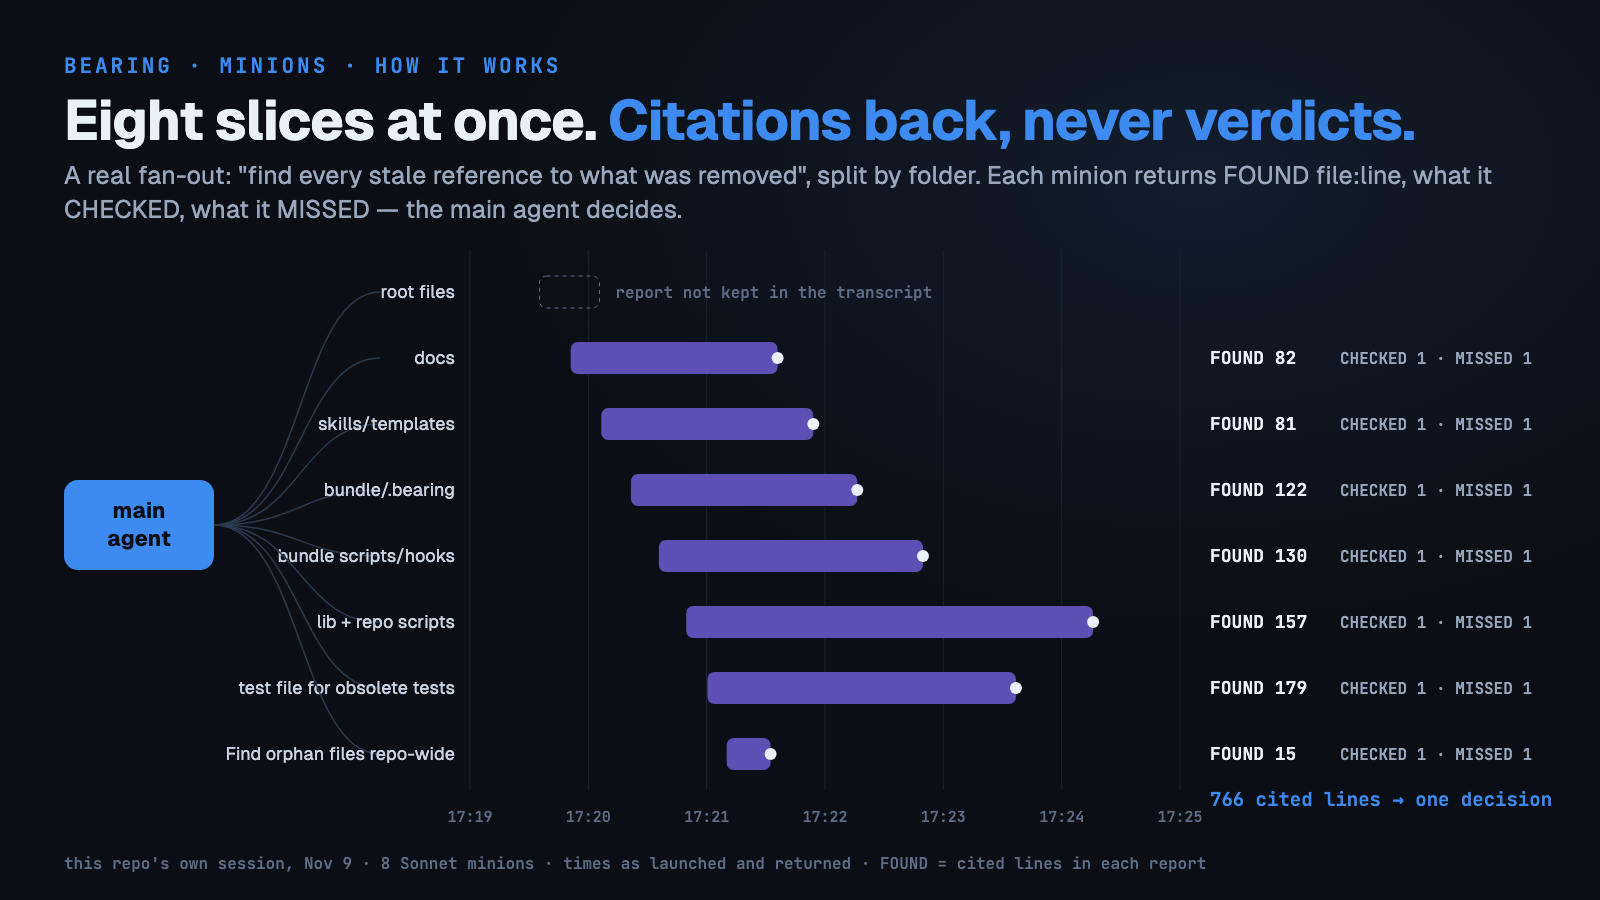 BEARING · MINIONS · HOW IT WORKS
Eight slices at once. Citations back, never verdicts.
A real fan-out: "find every stale reference to what was removed", split by folder. Each minion returns FOUND file:line, what it
CHECKED, what it MISSED — the main agent decides.
main
agent
root files report not kept in the transcript
docs FOUND 82 CHECKED 1 · MISSED 1
skills/templates FOUND 81 CHECKED 1 · MISSED 1
bundle/.bearing FOUND 122 CHECKED 1 · MISSED 1
bundle scripts/hooks FOUND 130 CHECKED 1 · MISSED 1
lib + repo scripts FOUND 157 CHECKED 1 · MISSED 1
test file for obsolete tests FOUND 179 CHECKED 1 · MISSED 1
Find orphan files repo-wide FOUND 15 CHECKED 1 · MISSED 1
766 cited lines → one decision
17:19 17:20 17:21 17:22 17:23 17:24 17:25
this repo's own session, Nov 9 · 8 Sonnet minions · times as launched and returned · FOUND = cited lines in each report